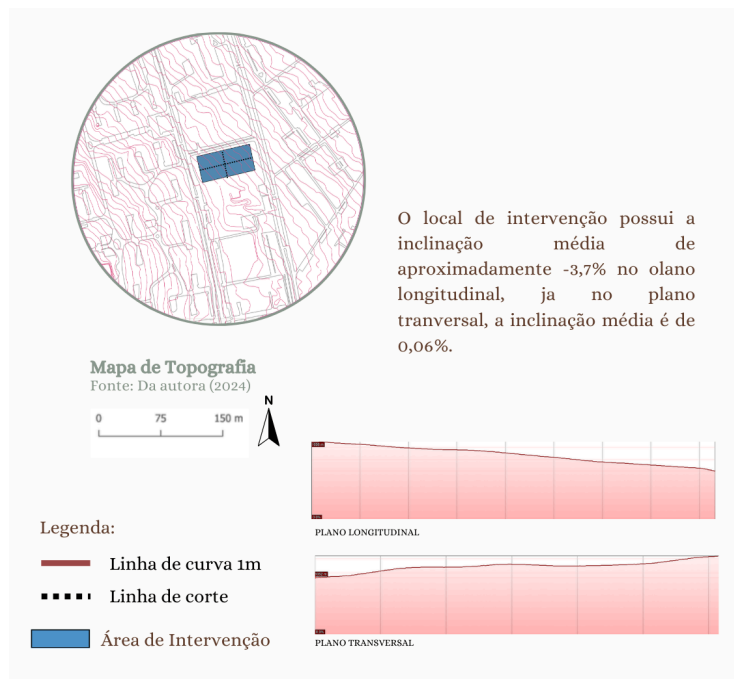 O local de intervenção possui a
inclinação média de
aproximadamente -3,7% no olano
longitudinal, ja no plano
tranversal, a inclinação média é de
0,06%.
Mapa de Topografia
Fonte: Da autora (2024)
N
0 75 150 m
PLANO LONGITUDINAL
Legenda:
Linha de curva 1m
Linha de corte
Área de Intervenção
PLANO TRANSVERSAL